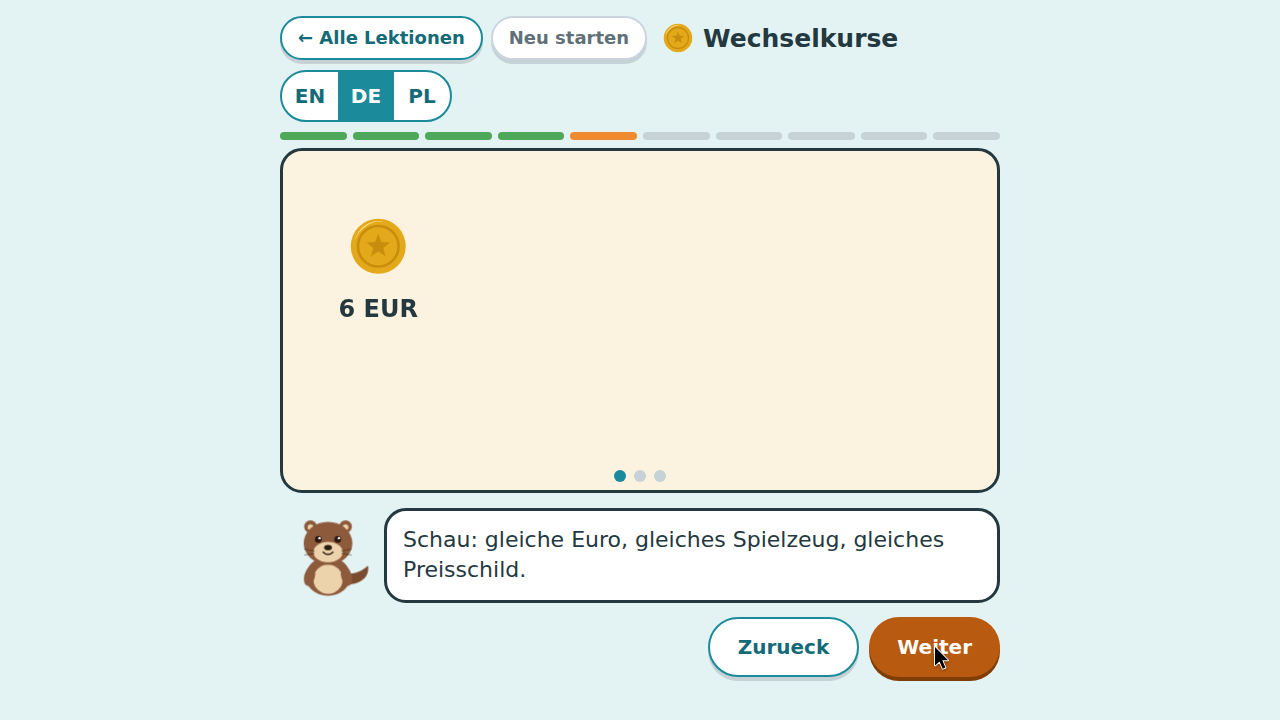 ← Alle Lektionen
Neu starten
Wechselkurse
EN
DE
PL
6 EUR
Schau: gleiche Euro, gleiches Spielzeug, gleiches
Preisschild.
Zurueck
Weiter